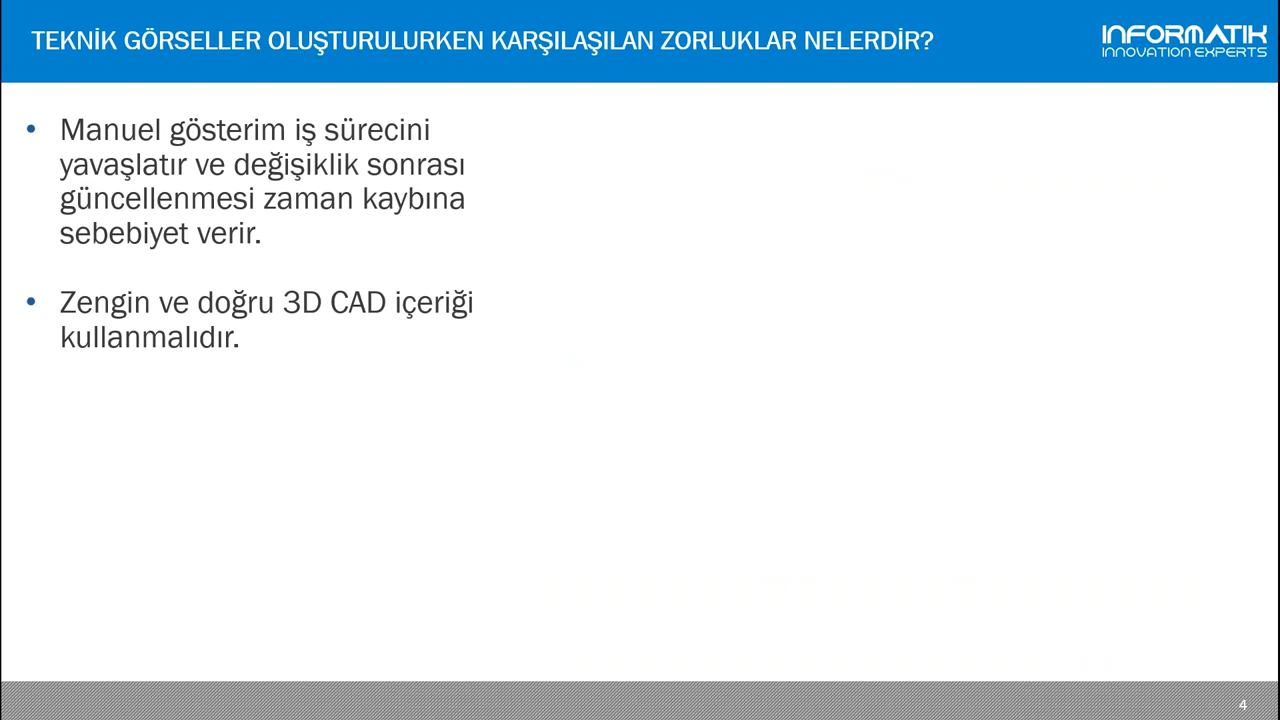 TEKNİK GÖRSELLER OLUŞTURULURKEN KARŞILAŞILAN ZORLUKLAR NELERDİR?
INFORMATIK
INNOVATION EXPERTS
• Manuel gösterim iş sürecini
yavaşlatır ve değişiklik sonrası
güncellenmesi zaman kaybına
sebebiyet verir.
• Zengin ve doğru 3D CAD içeriği
kullanmalıdır.
4